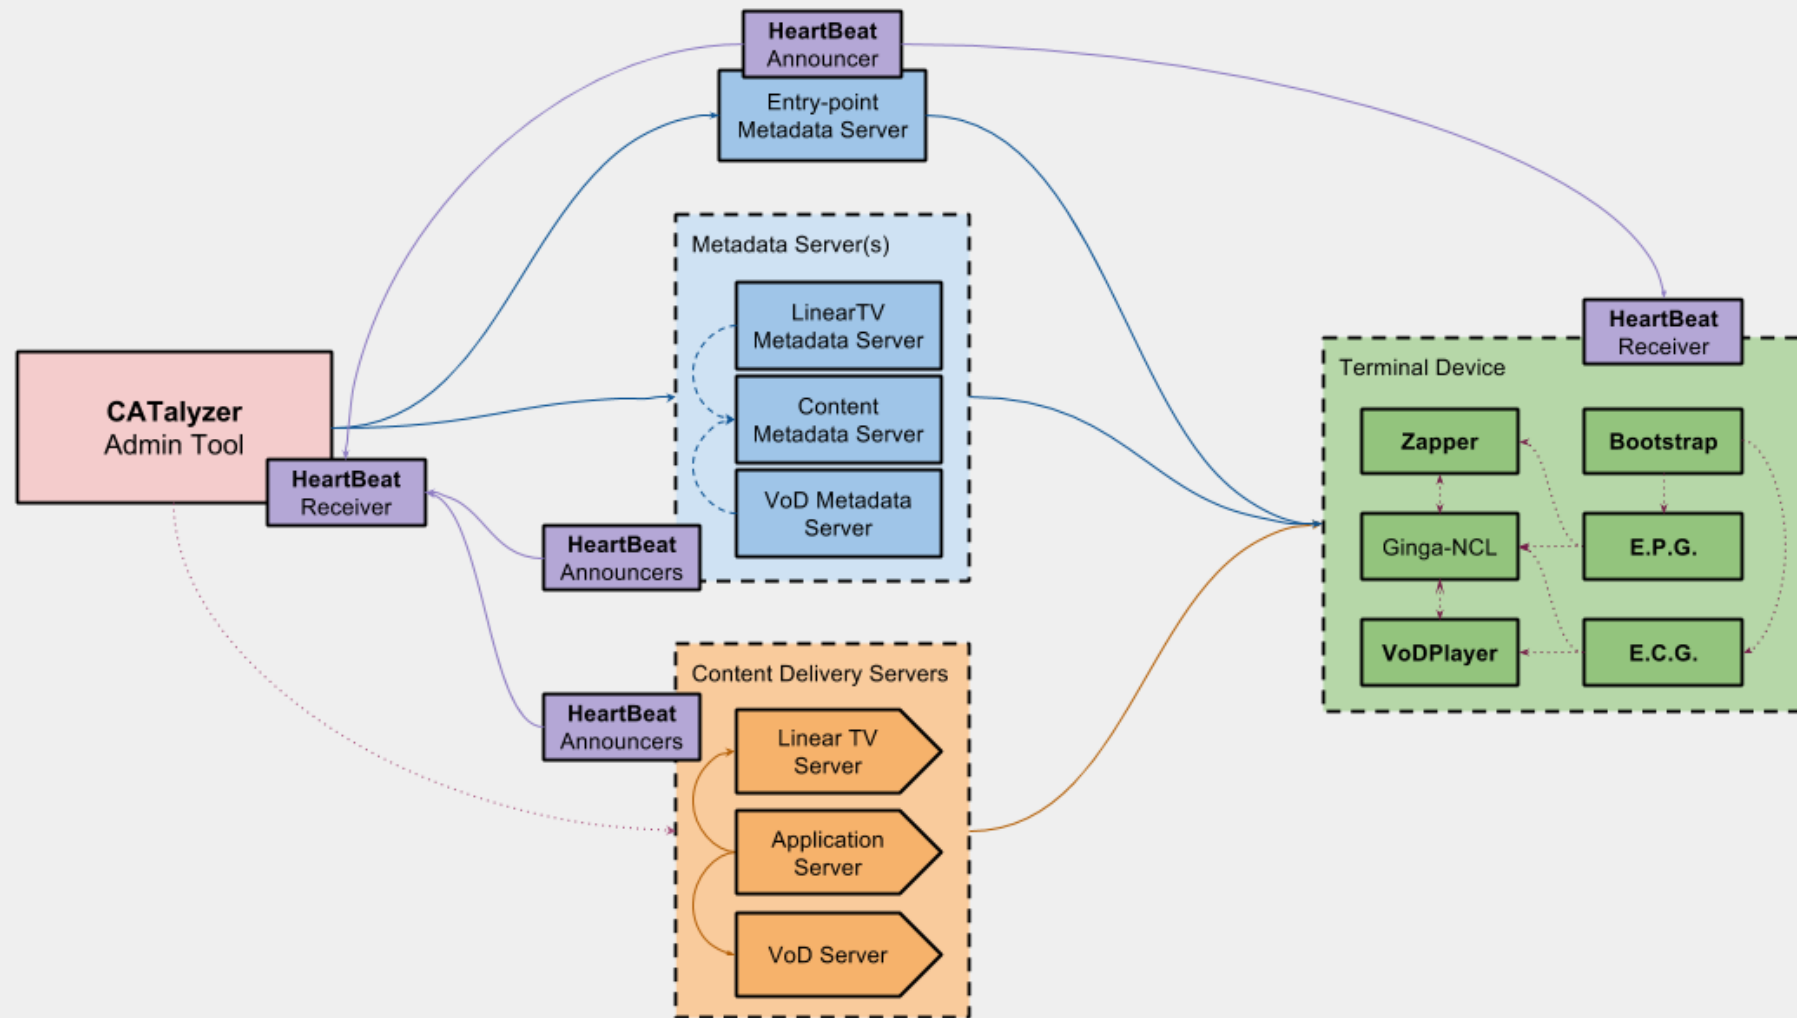 HeartBeat
Announcer
Entry-point
Metadata Server
Metadata Server(s)
LinearTV
Metadata Server
Content
Metadata Server
VoD Metadata
Server
CATalyzer
Admin Tool
HeartBeat
Receiver
HeartBeat
Announcers
HeartBeat
Announcers
Content Delivery Servers
Linear TV
Server
Application
Server
VoD Server
HeartBeat
Receiver
Terminal Device
Zapper
Bootstrap
Ginga-NCL
E.P.G.
VoDPlayer
E.C.G.